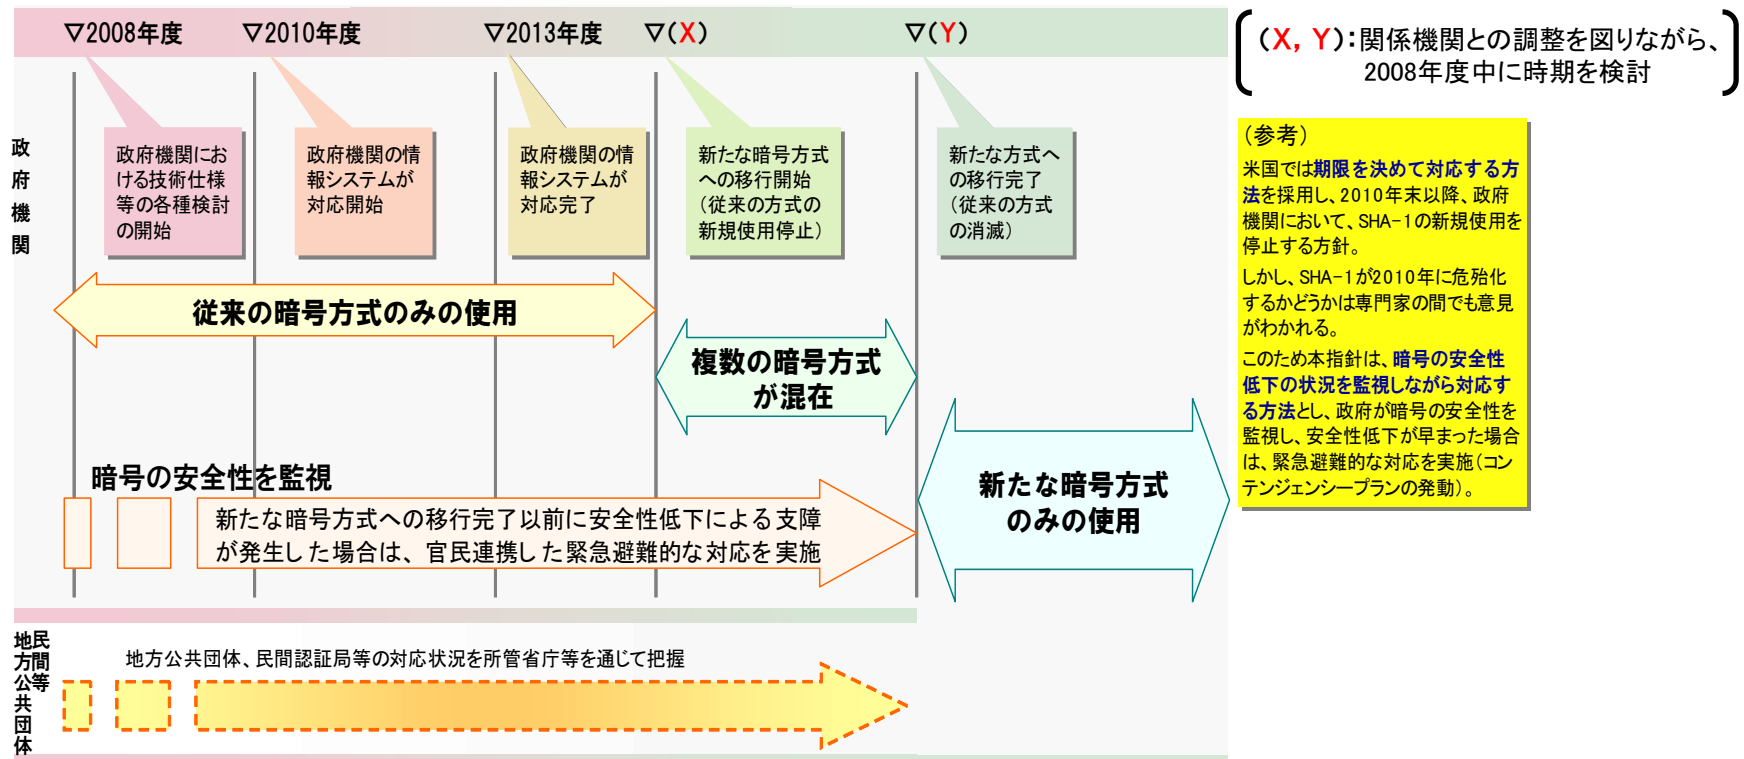 ▽2008年度
▽2010年度
▽2013年度
▽(X)
▽(Y)
(X, Y):関係機関との調整を図りながら、
2008年度中に時期を検討
政府機関
政府機関にお
ける技術仕様
等の各種検討
の開始
政府機関の情
報システムが
対応開始
政府機関の情
報システムが
対応完了
新たな暗号方式
への移行開始
(従来の方式の
新規使用停止)
新たな方式へ
の移行完了
(従来の方式
の消滅)
従来の暗号方式のみの使用
複数の暗号方式
が混在
新たな暗号方式
のみの使用
暗号の安全性を監視
新たな暗号方式への移行完了以前に安全性低下による支障
が発生した場合は、官民連携した緊急避難的な対応を実施
民間等
地方公共団体
地方公共団体、民間認証局等の対応状況を所管省庁等を通じて把握
(参考)
米国では期限を決めて対応する方
法を採用し、2010年末以降、政府
機関において、SHA-1の新規使用を
停止する方針。
しかし、SHA-1が2010年に危殆化
するかどうかは専門家の間でも意見
がわかれる。
このため本指針は、暗号の安全性
低下の状況を監視しながら対応す
る方法とし、政府が暗号の安全性を
監視し、安全性低下が早まった場合
は、緊急避難的な対応を実施(コン
テンジェンシープランの発動)。